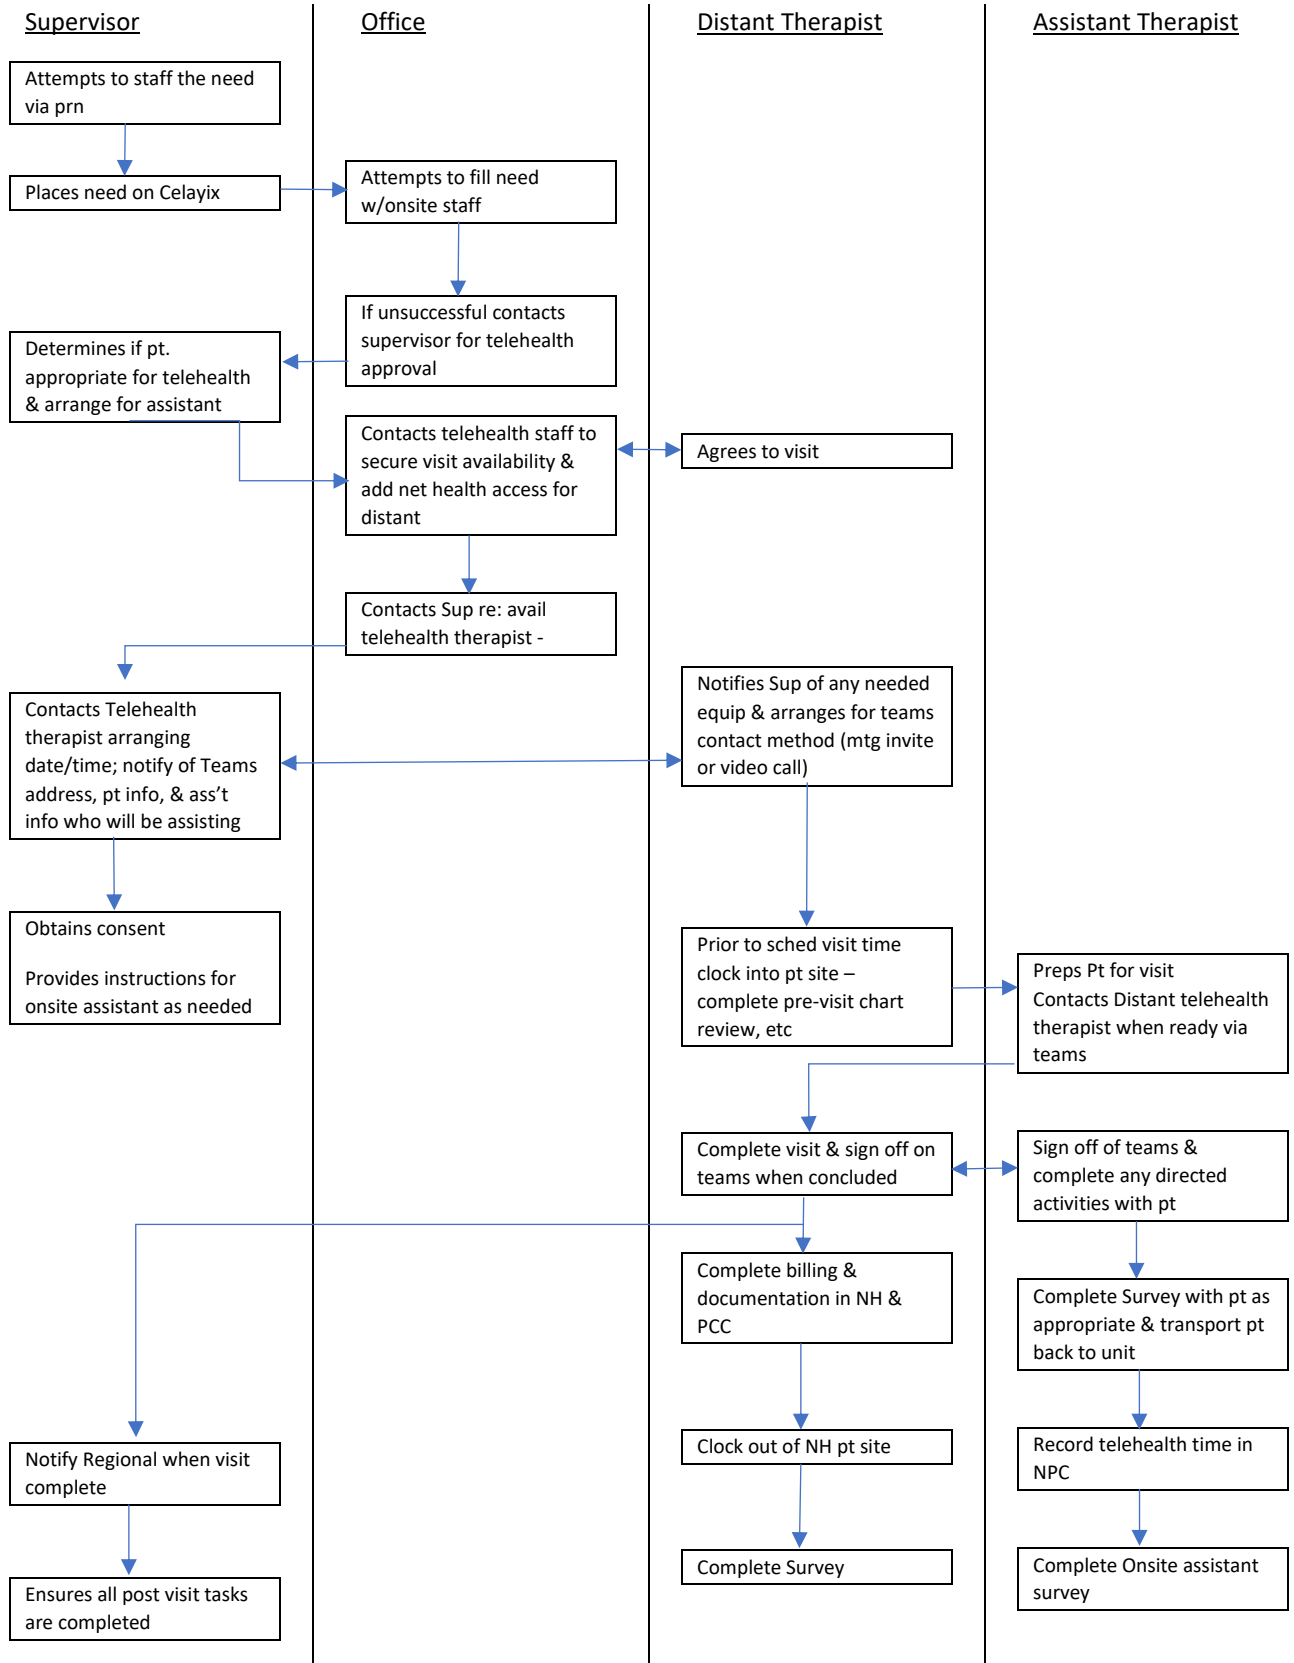 Supervisor
Office
Distant Therapist
Assistant Therapist
Attempts to staff the need
via prn
Places need on Celayix
Attempts to fill need
w/onsite staff
If unsuccessful contacts
supervisor for telehealth
approval
Determines if pt.
appropriate for telehealth
& arrange for assistant
Contacts telehealth staff to
secure visit availability &
add net health access for
distant
Agrees to visit
Contacts Sup re: avail
telehealth therapist -
Contacts Telehealth
therapist arranging
date/time; notify of Teams
address, pt info, & ass’t
info who will be assisting
Notifies Sup of any needed
equip & arranges for teams
contact method (mtg invite
or video call)
Obtains consent
Provides instructions for
onsite assistant as needed
Prior to sched visit time
clock into pt site –
complete pre-visit chart
review, etc
Preps Pt for visit
Contacts Distant telehealth
therapist when ready via
teams
Complete visit & sign off on
teams when concluded
Sign off of teams &
complete any directed
activities with pt
Complete billing &
documentation in NH &
PCC
Complete Survey with pt as
appropriate & transport pt
back to unit
Notify Regional when visit
complete
Clock out of NH pt site
Record telehealth time in
NPC
Ensures all post visit tasks
are completed
Complete Survey
Complete Onsite assistant
survey